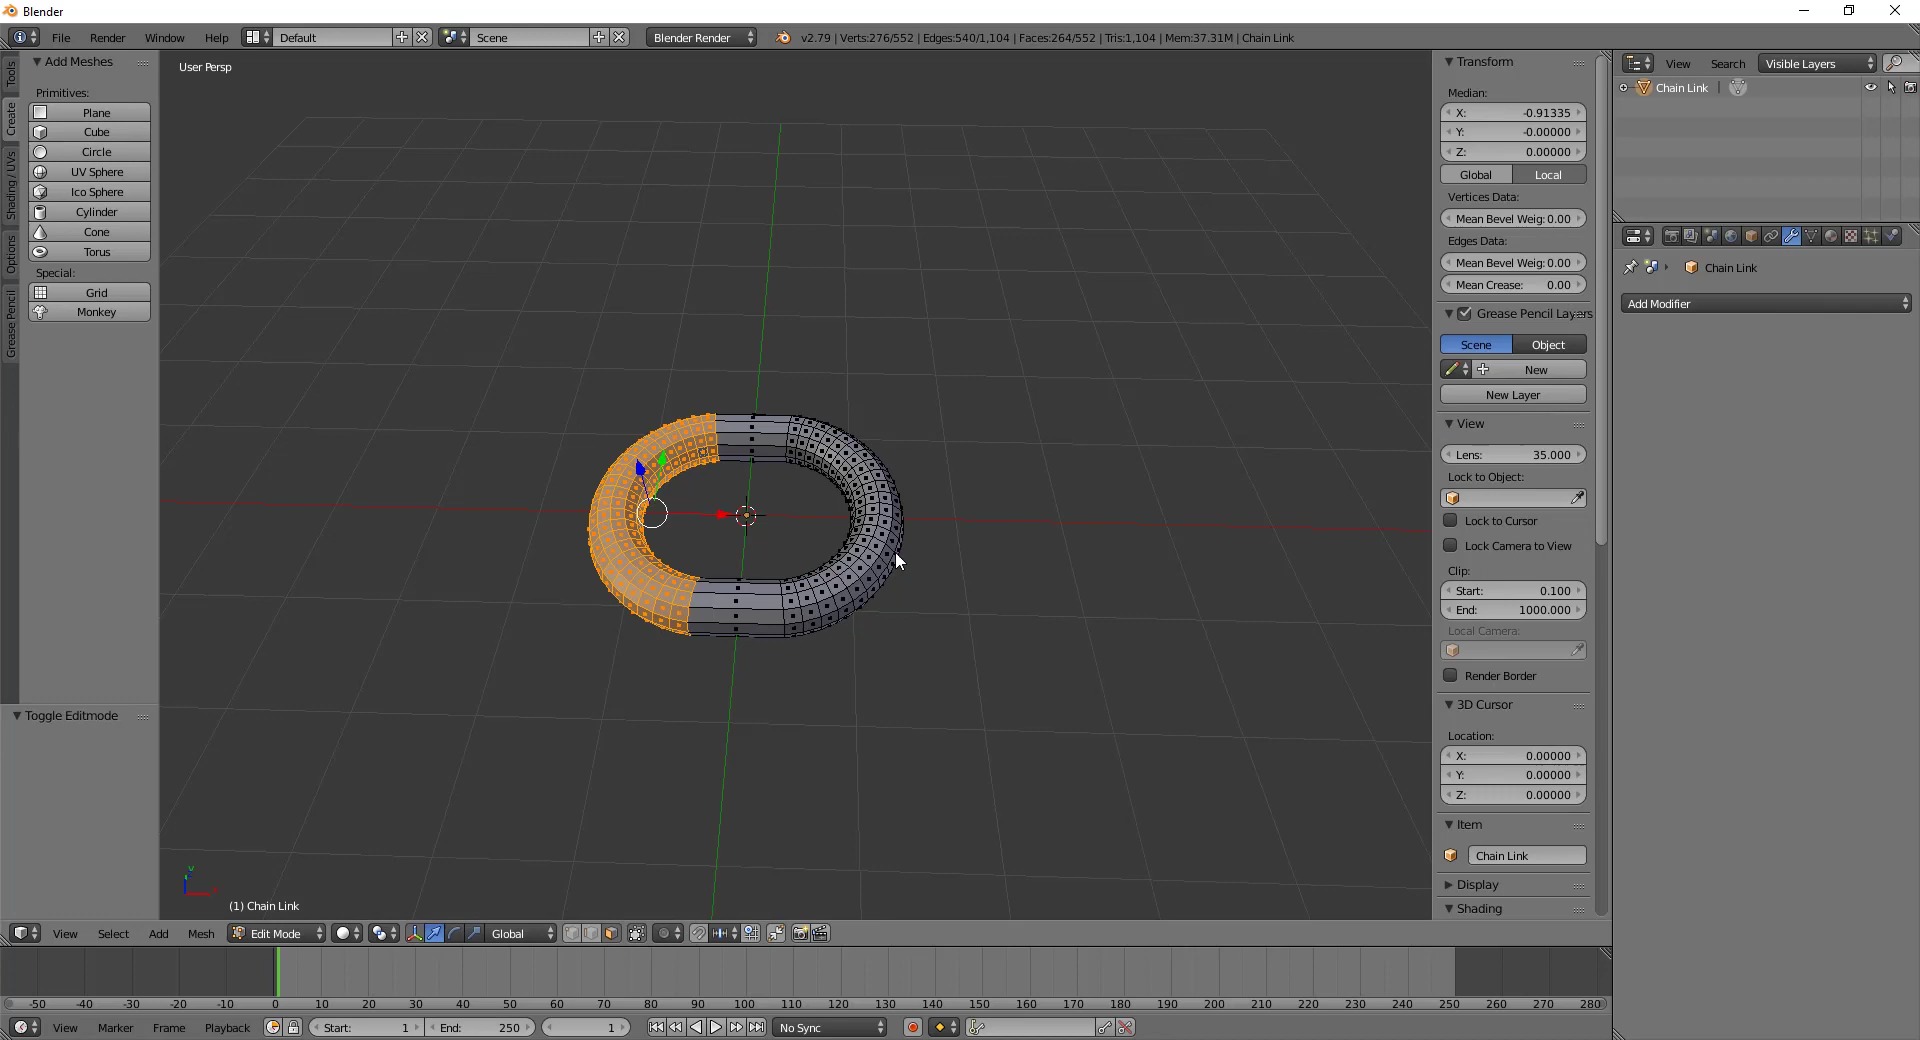 Blender
File Render Window Help Default Scene Blender Render v2.79 | Verts:276/552 | Edges:540/1,104 | Faces:264/552 | Tris:1,104 | Mem:37.31M | Chain Link
Tools
Create
Shading / UVs
Options
Grease Pencil
Add Meshes
Primitives:
Plane
Cube
Circle
UV Sphere
Ico Sphere
Cylinder
Cone
Torus
Special:
Grid
Monkey
Toggle Editmode
User Persp
(1) Chain Link
Transform
Median:
X: -0.91335
Y: -0.00000
Z: 0.00000
Global Local
Vertices Data:
Mean Bevel Weig: 0.00
Edges Data:
Mean Bevel Weig: 0.00
Mean Crease: 0.00
Grease Pencil Layers
Scene Object
New
New Layer
View
Lens: 35.000
Lock to Object:
Lock to Cursor
Lock Camera to View
Clip:
Start: 0.100
End: 1000.000
Local Camera:
Render Border
3D Cursor
Location:
X: 0.00000
Y: 0.00000
Z: 0.00000
Item
Chain Link
Display
Shading
View Search Visible Layers
Chain Link
Chain Link
Add Modifier
View Select Add Mesh Edit Mode Global
-50 -40 -30 -20 -10 0 10 20 30 40 50 60 70 80 90 100 110 120 130 140 150 160 170 180 190 200 210 220 230 240 250 260 270 280
View Marker Frame Playback Start: 1 End: 250 1 No Sync